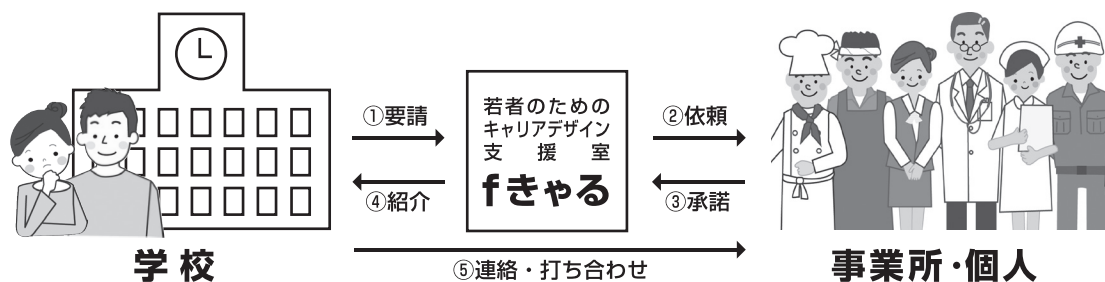 ①要請
④紹介
若者のための
キャリアデザイン
支援室
fきゃる
②依頼
③承諾
⑤連絡・打ち合わせ
学校
事業所・個人